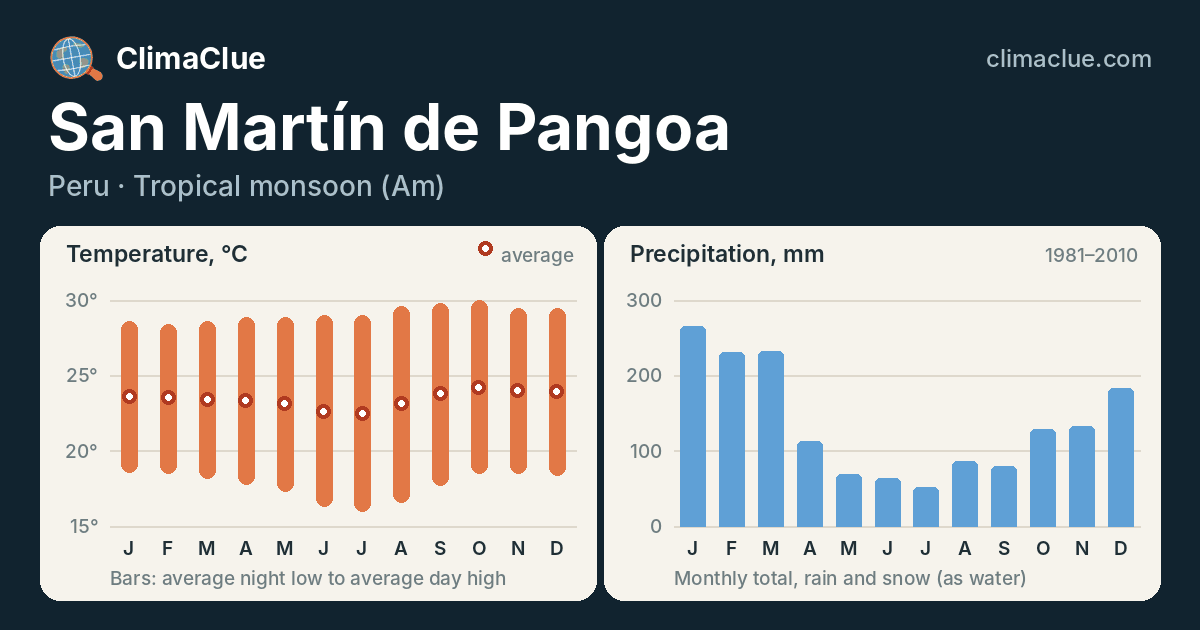 ClimaClue
climaclue.com
San Martín de Pangoa
Peru · Tropical monsoon (Am)
Temperature, °C
average
30°
25°
20°
15°
J F M A M J J A S O N D
Bars: average night low to average day high
Precipitation, mm
1981–2010
300
200
100
0
J F M A M J J A S O N D
Monthly total, rain and snow (as water)